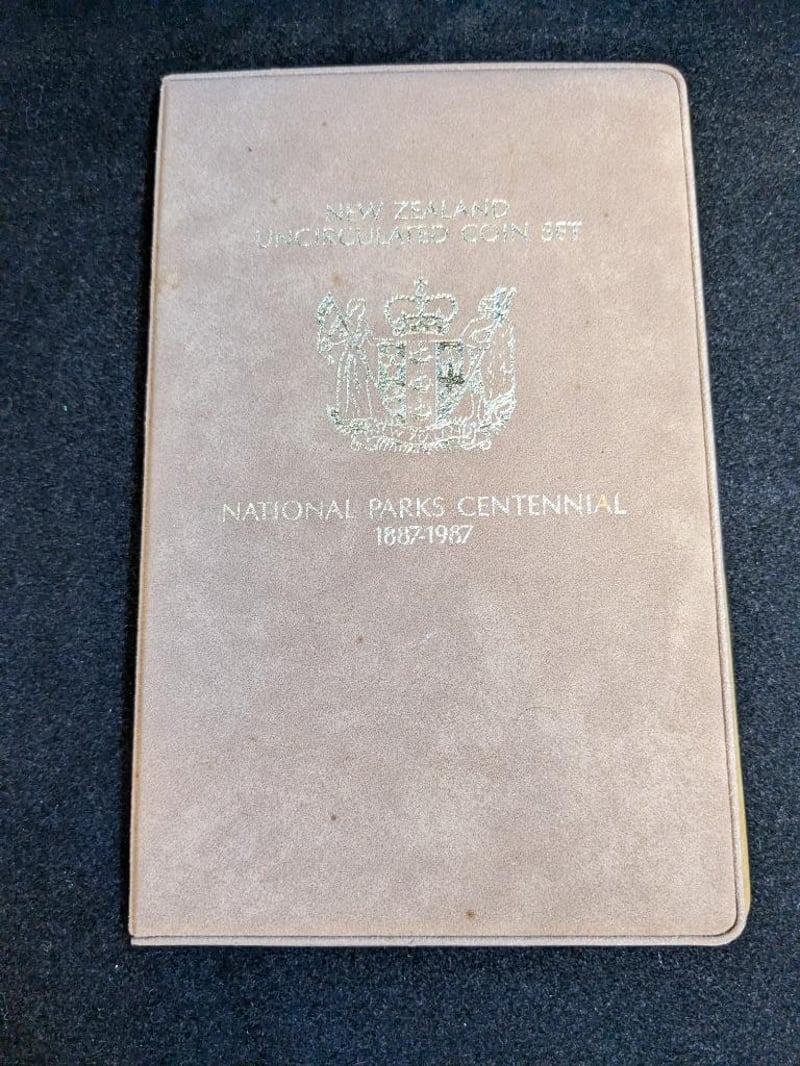 NEW ZEALAND
UNCIRCULATED COIN SET
NATIONAL PARKS CENTENNIAL
1887-1987